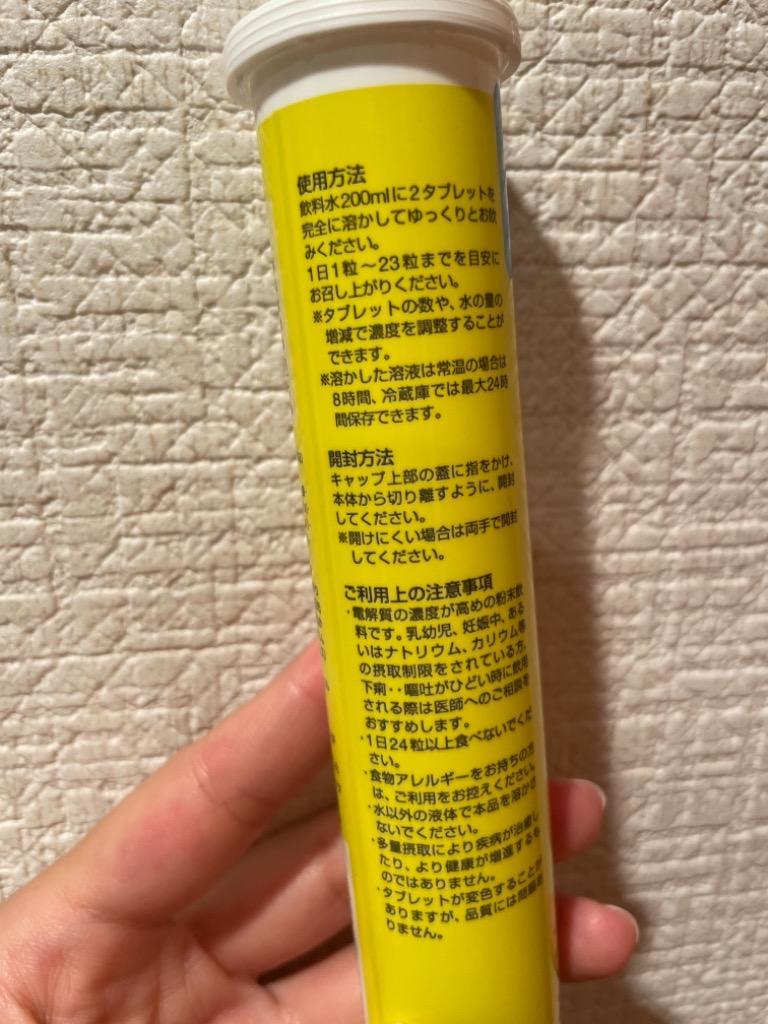 使用方法
飲料水200mlに2タブレットを
完全に溶かしてゆっくりとお飲
みください。
1日1粒～23粒までを目安に
お召し上がりください。
※タブレットの数や、水の量の
増減で濃度を調整することが
できます。
※溶かした溶液は常温の場合は
8時間、冷蔵庫では最大24時
間保存できます。
開封方法
キャップ上部の蓋に指をかけ、
本体から切り離すように、開封
してください。
※開けにくい場合は両手で開封
してください。
ご利用上の注意事項
・電解質の濃度が高めの粉末飲
料です。乳幼児、妊娠中、ある
いはナトリウム、カリウム等
の摂取制限をされている方、
下痢・・嘔吐がひどい時に飲用
される際は医師へのご相談を
おすすめします。
・1日24粒以上食べないでくだ
さい。
・食物アレルギーをお持ちの方
は、ご利用をお控えください。
・水以外の液体で本品を溶かさ
ないでください。
・多量摂取により疾病が治癒し
たり、より健康が増進するも
のではありません。
・タブレットが変色することが
ありますが、品質には問題あ
りません。